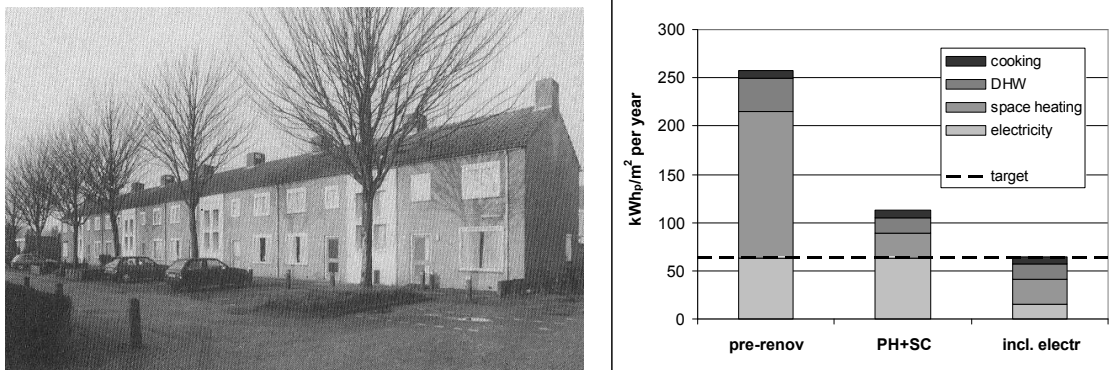 300
250
200
150
100
50
0
kWhp/m² per year
cooking
DHW
space heating
electricity
target
pre-renov
PH+SC
incl. electr